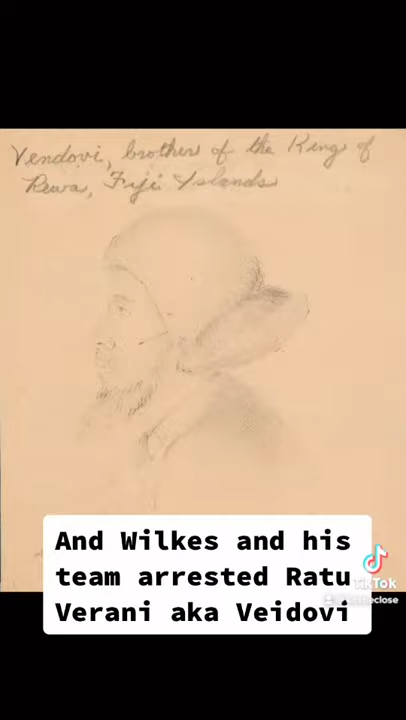 Vendovi, brother of the King of
Rewa, Fiji Islands
And Wilkes and his
team arrested Ratu
Verani aka Veidovi
TikTok